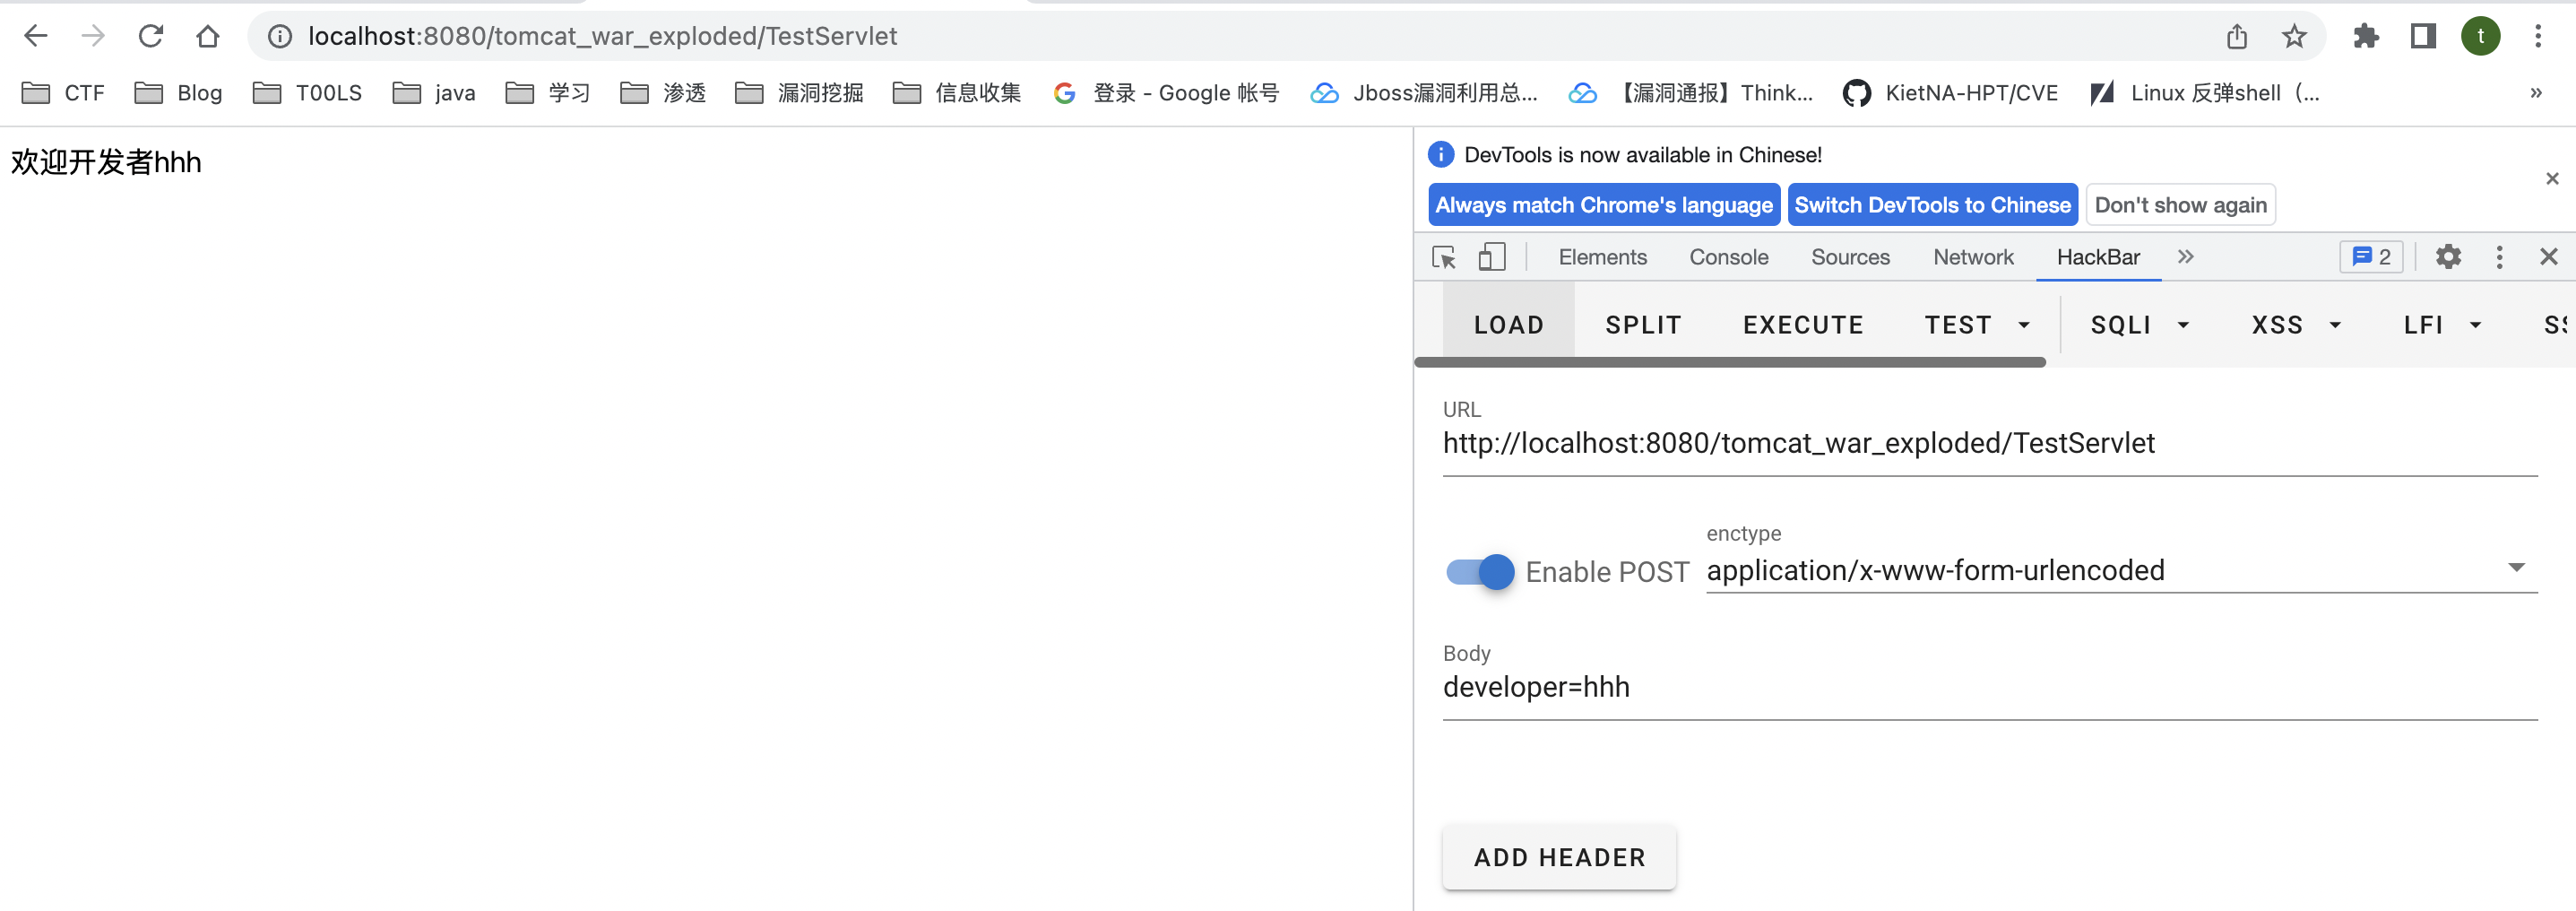 localhost:8080/tomcat_war_exploded/TestServlet
t
CTF Blog T00LS java 学习 渗透 漏洞挖掘 信息收集 登录 - Google 帐号 Jboss漏洞利用总... 【漏洞通报】Think... KietNA-HPT/CVE Linux 反弹shell（... »
欢迎开发者hhh
DevTools is now available in Chinese!
Always match Chrome's language Switch DevTools to Chinese Don't show again
Elements Console Sources Network HackBar 2
LOAD SPLIT EXECUTE TEST SQLI XSS LFI
URL
http://localhost:8080/tomcat_war_exploded/TestServlet
enctype
Enable POST application/x-www-form-urlencoded
Body
developer=hhh
ADD HEADER